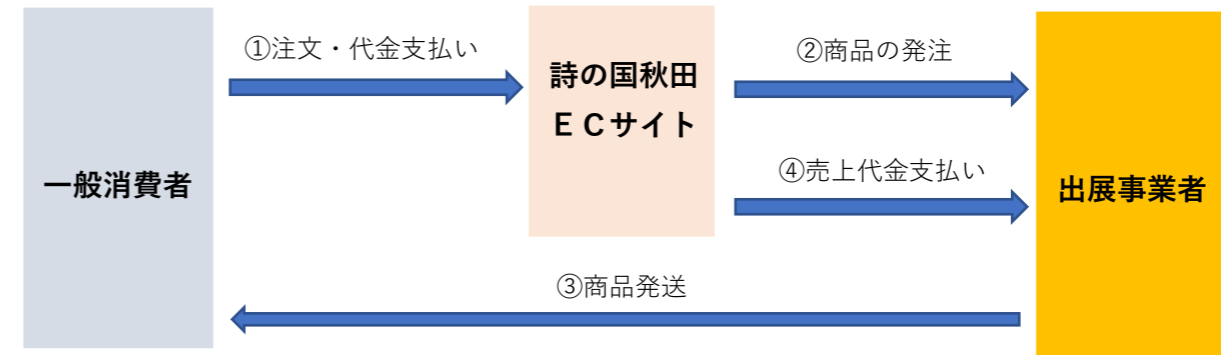 ①注文・代金支払い
②商品の発注
詩の国秋田
ＥＣサイト
④売上代金支払い
一般消費者
出展事業者
③商品発送